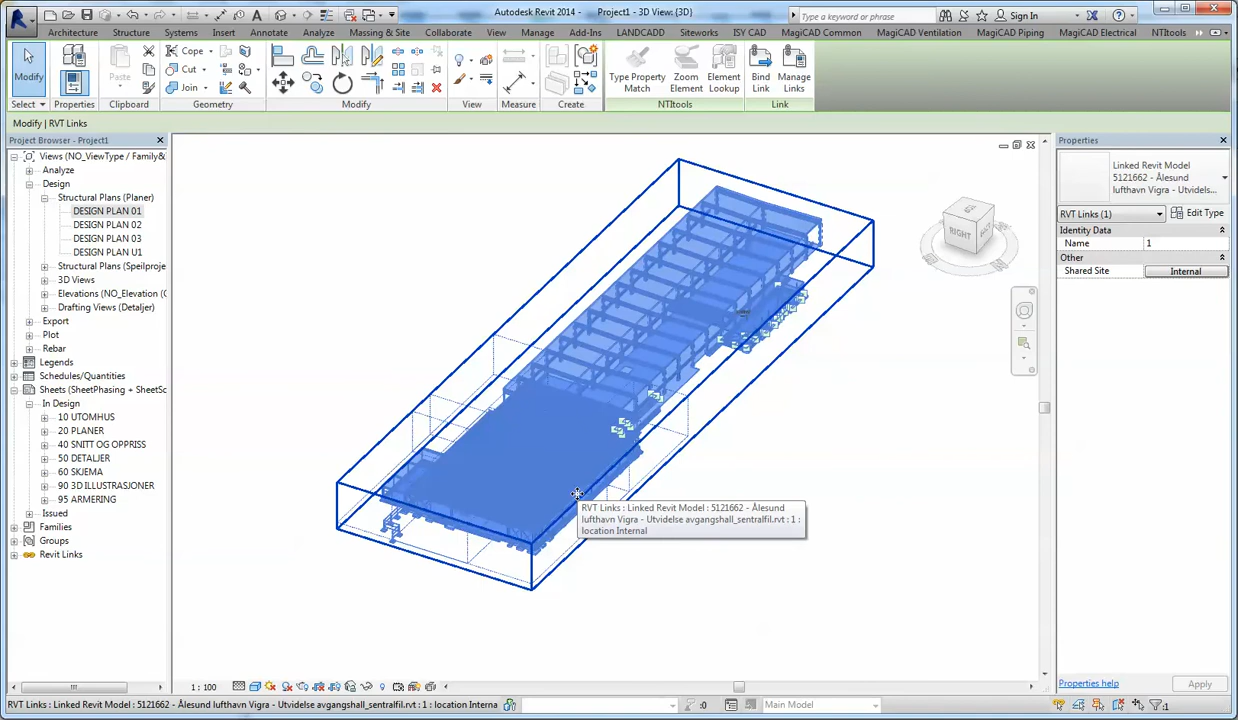 Autodesk Revit 2014 - Project1 - 3D View: {3D}
Type a keyword or phrase
Sign In
Architecture Structure Systems Insert Annotate Analyze Massing & Site Collaborate View Manage Add-Ins LANDCADD Siteworks ISY CAD MagiCAD Common MagiCAD Ventilation MagiCAD Piping MagiCAD Electrical NTItools
Modify
Paste
Cope
Cut
Join
Type Property Match
Zoom Element
Element Lookup
Bind Link
Manage Links
Select Properties Clipboard Geometry Modify View Measure Create NTItools Link
Modify | RVT Links
Project Browser - Project1
Views (NO_ViewType / Family&
Analyze
Design
Structural Plans (Planer)
DESIGN PLAN 01
DESIGN PLAN 02
DESIGN PLAN 03
DESIGN PLAN U1
Structural Plans (Speilproje
3D Views
Elevations (NO_Elevation (
Drafting Views (Detaljer)
Export
Plot
Rebar
Legends
Schedules/Quantities
Sheets (SheetPhasing + SheetSc
In Design
10 UTOMHUS
20 PLANER
40 SNITT OG OPPRISS
50 DETALJER
60 SKJEMA
90 3D ILLUSTRASJONER
95 ARMERING
Issued
Families
Groups
Revit Links
RIGHT
RVT Links : Linked Revit Model : 5121662 - Ålesund
lufthavn Vigra - Utvidelse avgangshall_sentralfil.rvt : 1 :
location Internal
Properties
Linked Revit Model
5121662 - Ålesund
lufthavn Vigra - Utvidels...
RVT Links (1)
Edit Type
Identity Data
Name 1
Other
Shared Site Internal
Properties help
Apply
1 : 100
RVT Links : Linked Revit Model : 5121662 - Ålesund lufthavn Vigra - Utvidelse avgangshall_sentralfil.rvt : 1 : location Interna
:0
Main Model
:1